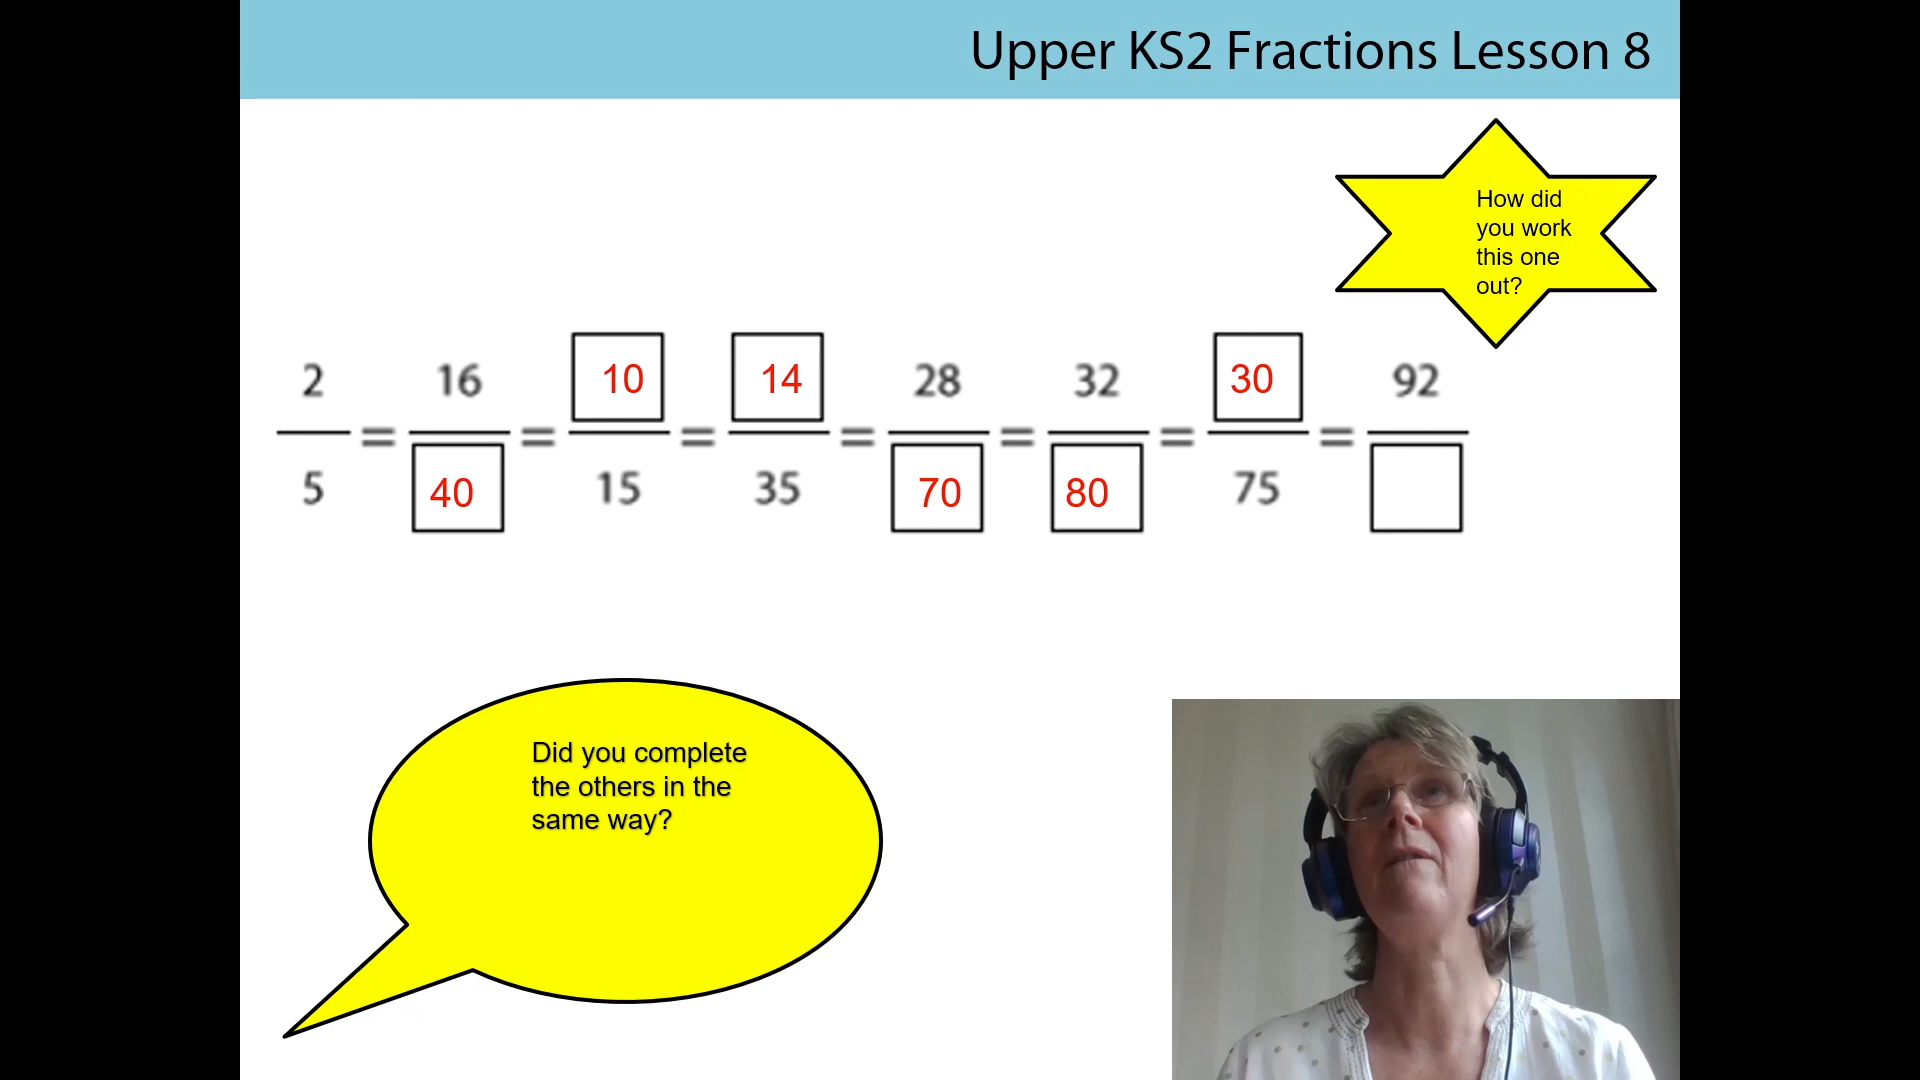 Upper KS2 Fractions Lesson 8
How did
you work
this one
out?
10 14 30
2 16 28 32 92
= = = = = = =
5 15 35 75
40 70 80
Did you complete
the others in the
same way?